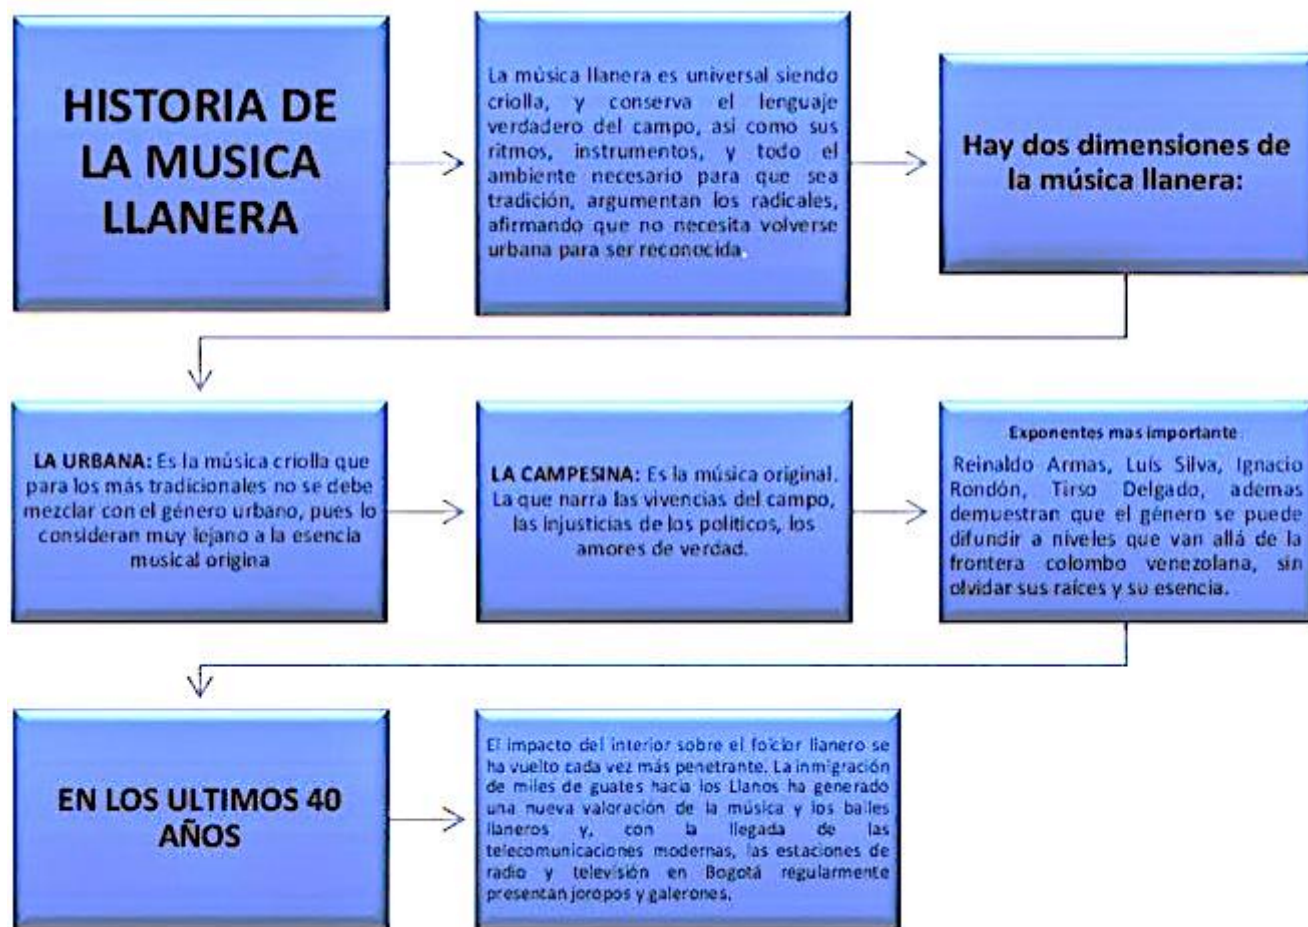 HISTORIA DE
LA MUSICA
LLANERA
La música llanera es universal siendo
criolla, y conserva el lenguaje
verdadero del campo, así como sus
ritmos, instrumentos, y todo el
ambiente necesario para que sea
tradición, argumentan los radicales,
afirmando que no necesita volverse
urbana para ser reconocida.
Hay dos dimensiones de
la música llanera:
LA URBANA: Es la música criolla que
para los más tradicionales no se debe
mezclar con el género urbano, pues lo
consideran muy lejano a la esencia
musical origina
LA CAMPESINA: Es la música original.
La que narra las vivencias del campo,
las injusticias de los políticos, los
amores de verdad.
Exponentes mas importante
Reinaldo Armas, Luís Silva, Ignacio
Rondón, Tirso Delgado, ademas
demuestran que el género se puede
difundir a niveles que van allá de la
frontera colombo venezolana, sin
olvidar sus raíces y su esencia.
EN LOS ULTIMOS 40
AÑOS
El impacto del interior sobre el folclor llanero se
ha vuelto cada vez más penetrante. La inmigración
de miles de guates hacia los Llanos ha generado
una nueva valoración de la música y los bailes
llaneros y, con la llegada de las
telecomunicaciones modernas, las estaciones de
radio y televisión en Bogotá regularmente
presentan joropos y galerones.